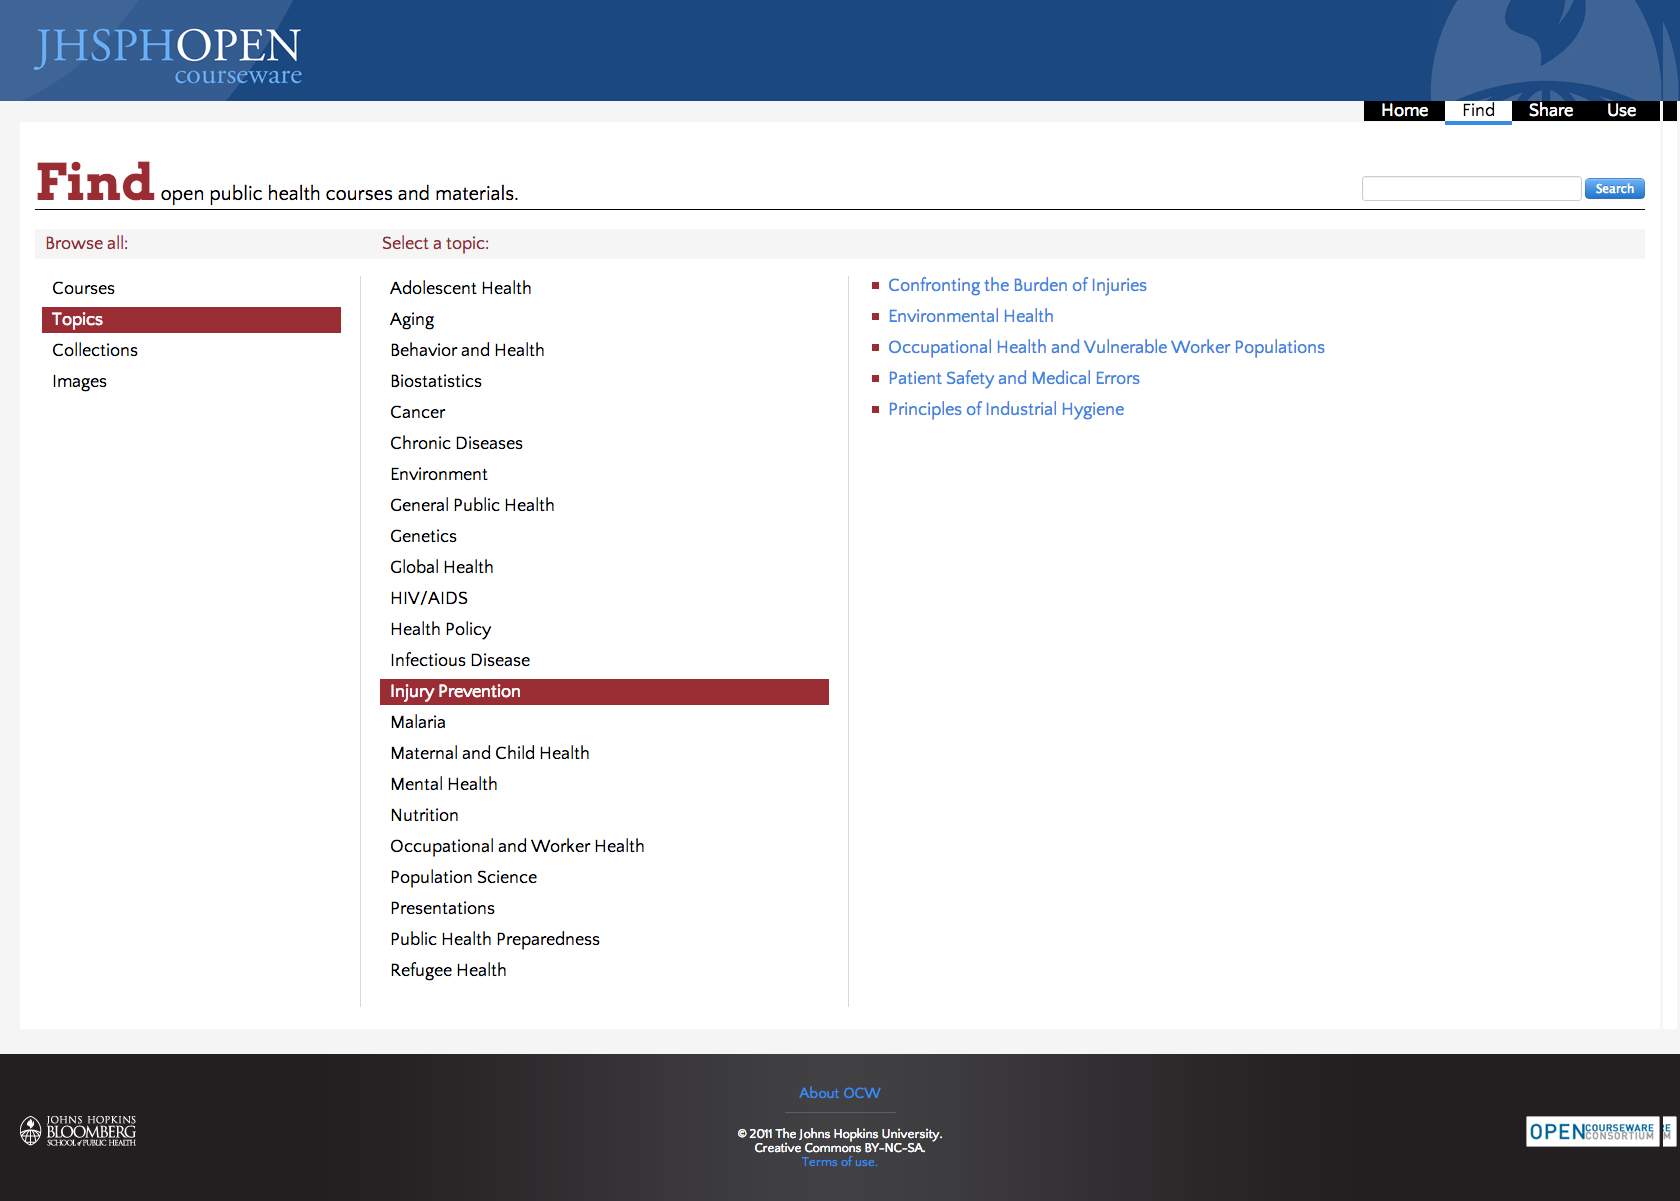 JHSPHOPEN
courseware
Home Find Share Use
Find open public health courses and materials.
Search
Browse all:
Select a topic:
Courses
Topics
Collections
Images
Adolescent Health
Aging
Behavior and Health
Biostatistics
Cancer
Chronic Diseases
Environment
General Public Health
Genetics
Global Health
HIV/AIDS
Health Policy
Infectious Disease
Injury Prevention
Malaria
Maternal and Child Health
Mental Health
Nutrition
Occupational and Worker Health
Population Science
Presentations
Public Health Preparedness
Refugee Health
Confronting the Burden of Injuries
Environmental Health
Occupational Health and Vulnerable Worker Populations
Patient Safety and Medical Errors
Principles of Industrial Hygiene
About OCW
© 2011 The Johns Hopkins University.
Creative Commons BY-NC-SA.
Terms of use.
JOHNS HOPKINS
BLOOMBERG
SCHOOL of PUBLIC HEALTH
OPENCOURSEWARE
CONSORTIUM
RE
M